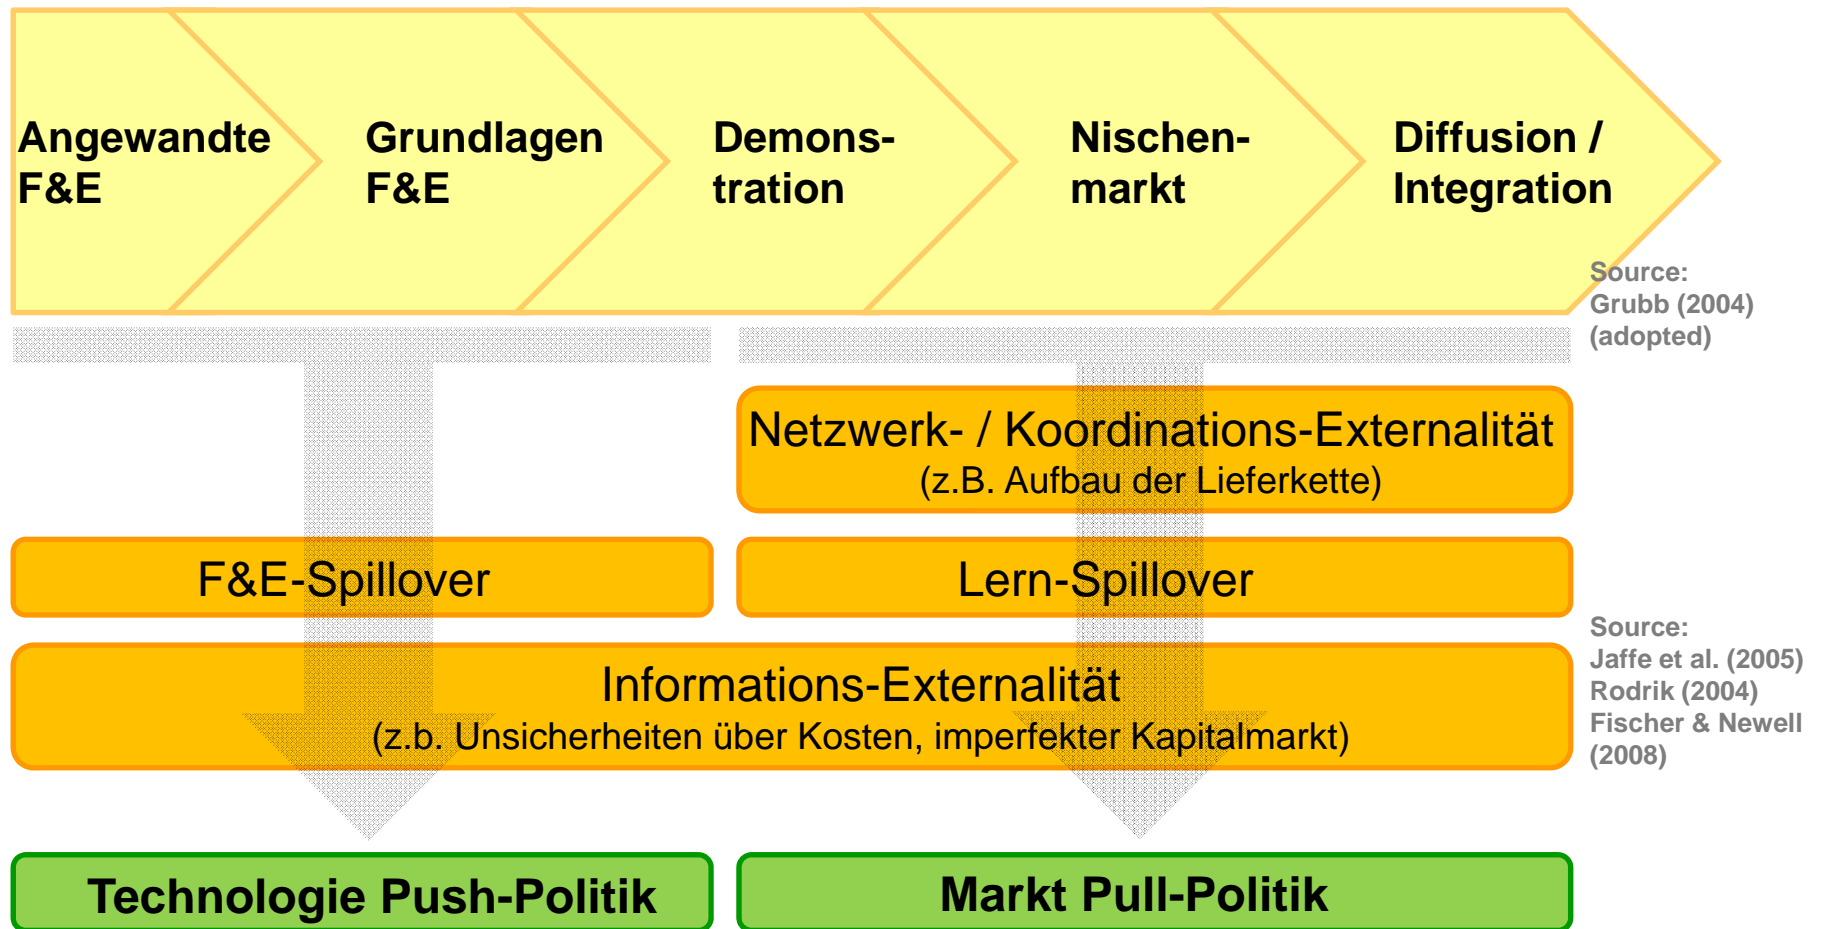 Angewandte
F&E
Grundlagen
F&E
Demons-
tration
Nischen-
markt
Diffusion /
Integration
Source:
Grubb (2004)
(adopted)
Netzwerk- / Koordinations-Externalität
(z.B. Aufbau der Lieferkette)
F&E-Spillover
Lern-Spillover
Informations-Externalität
(z.b. Unsicherheiten über Kosten, imperfekter Kapitalmarkt)
Source:
Jaffe et al. (2005)
Rodrik (2004)
Fischer & Newell
(2008)
Technologie Push-Politik
Markt Pull-Politik